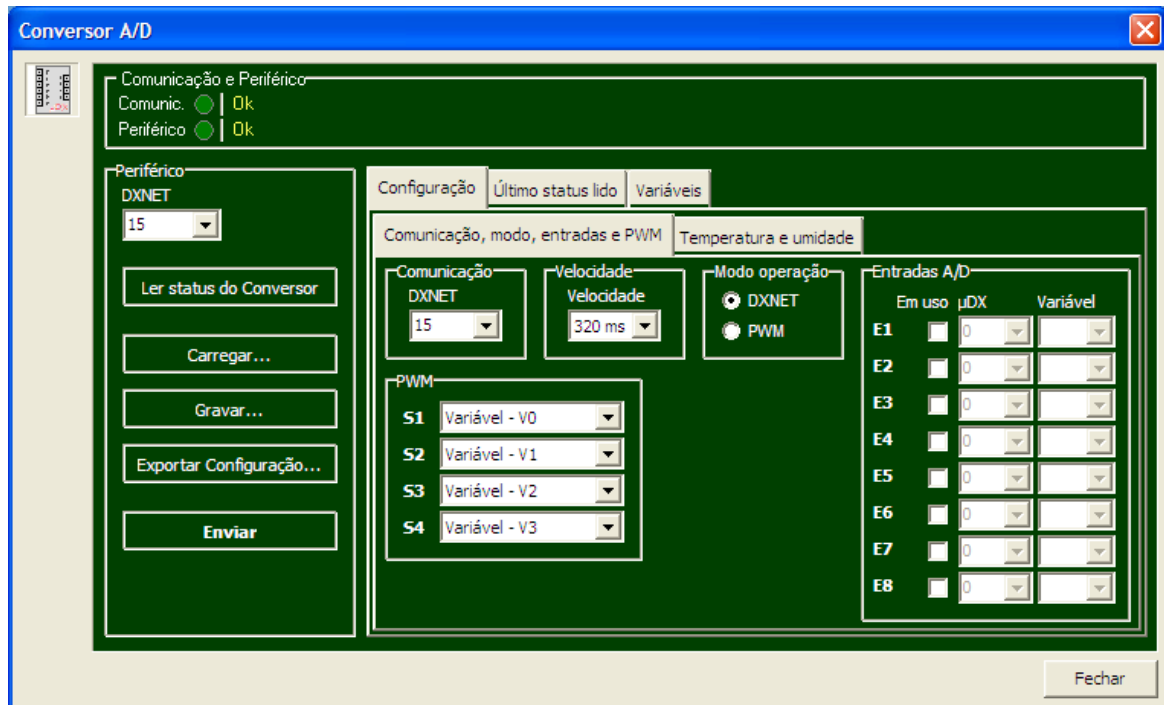 Conversor A/D
Comunicação e Periférico
Comunic. Ok
Periférico Ok
Periférico
DXNET
15
Ler status do Conversor
Carregar...
Gravar...
Exportar Configuração...
Enviar
Configuração Último status lido Variáveis
Comunicação, modo, entradas e PWM Temperatura e umidade
Comunicação
DXNET
15
Velocidade
Velocidade
320 ms
Modo operação
DXNET
PWM
PWM
S1 Variável - V0
S2 Variável - V1
S3 Variável - V2
S4 Variável - V3
Entradas A/D
Em uso µDX Variável
E1 0
E2 0
E3 0
E4 0
E5 0
E6 0
E7 0
E8 0
Fechar